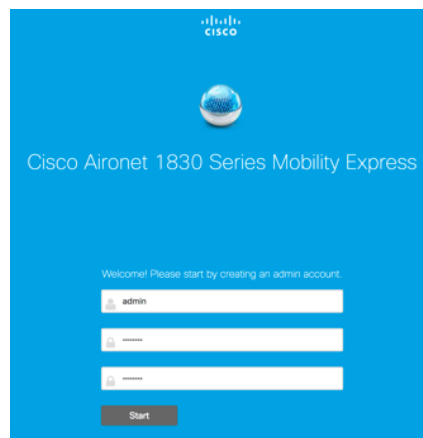 CISCO
Cisco Aironet 1830 Series Mobility Express
Welcome! Please start by creating an admin account.
admin
••••••••
••••••••
Start